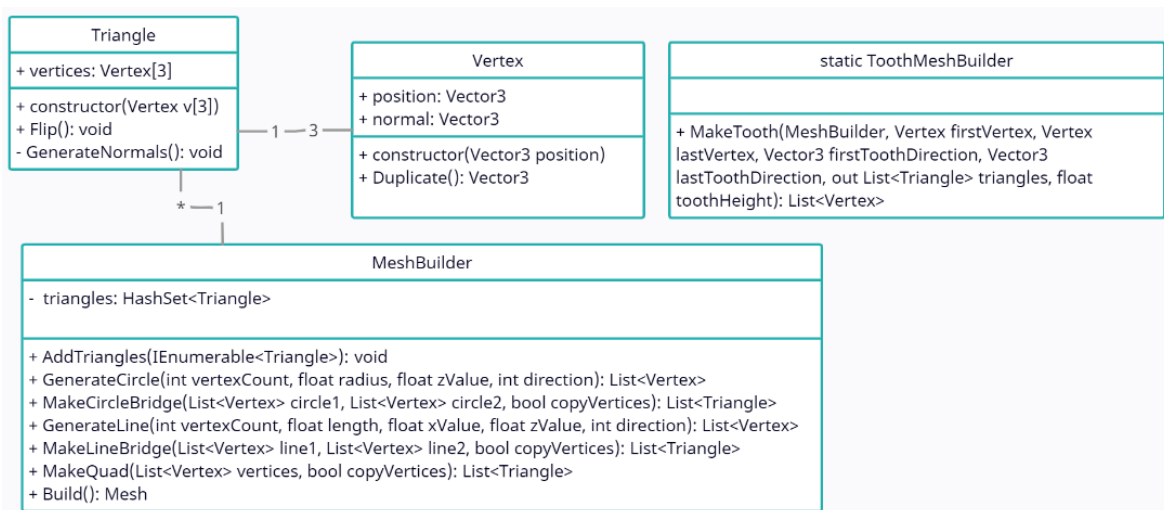 Triangle
+ vertices: Vertex[3]
+ constructor(Vertex v[3])
+ Flip(): void
- GenerateNormals(): void
1
3
Vertex
+ position: Vector3
+ normal: Vector3
+ constructor(Vector3 position)
+ Duplicate(): Vector3
static ToothMeshBuilder
+ MakeTooth(MeshBuilder, Vertex firstVertex, Vertex
lastVertex, Vector3 firstToothDirection, Vector3
lastToothDirection, out List<Triangle> triangles, float
toothHeight): List<Vertex>
*
1
MeshBuilder
- triangles: HashSet<Triangle>
+ AddTriangles(IEnumerable<Triangle>): void
+ GenerateCircle(int vertexCount, float radius, float zValue, int direction): List<Vertex>
+ MakeCircleBridge(List<Vertex> circle1, List<Vertex> circle2, bool copyVertices): List<Triangle>
+ GenerateLine(int vertexCount, float length, float xValue, float zValue, int direction): List<Vertex>
+ MakeLineBridge(List<Vertex> line1, List<Vertex> line2, bool copyVertices): List<Triangle>
+ MakeQuad(List<Vertex> vertices, bool copyVertices): List<Triangle>
+ Build(): Mesh